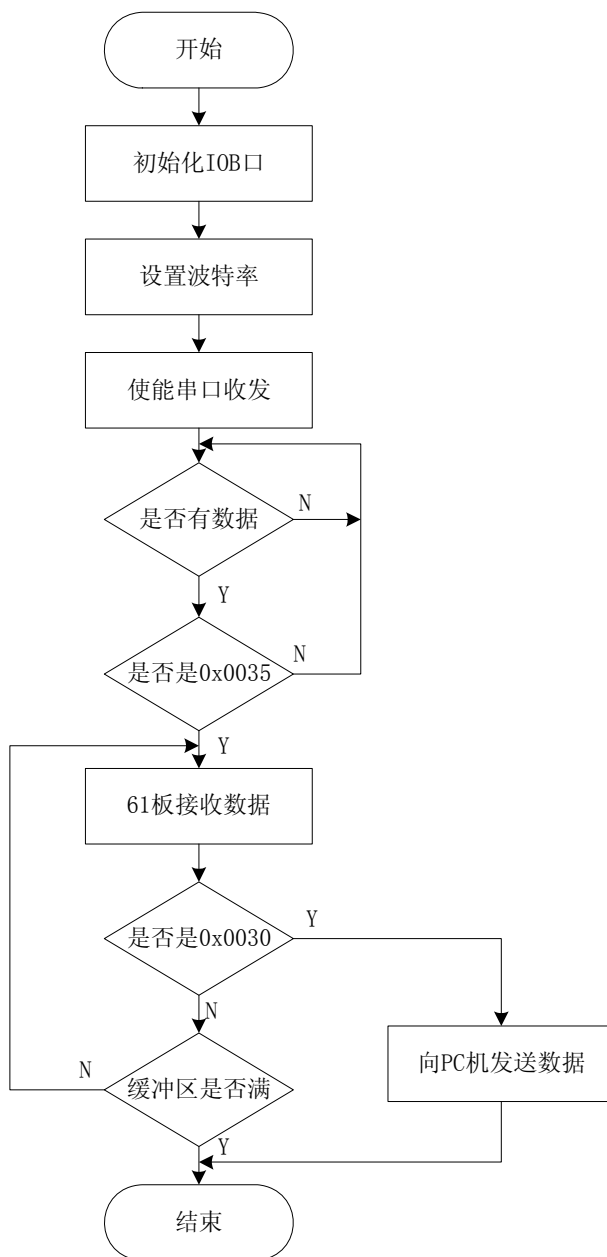 开始
初始化IOB口
设置波特率
使能串口收发
是否有数据
N
Y
是否是0x0035
N
Y
61板接收数据
是否是0x0030
Y
N
向PC机发送数据
缓冲区是否满
N
Y
结束